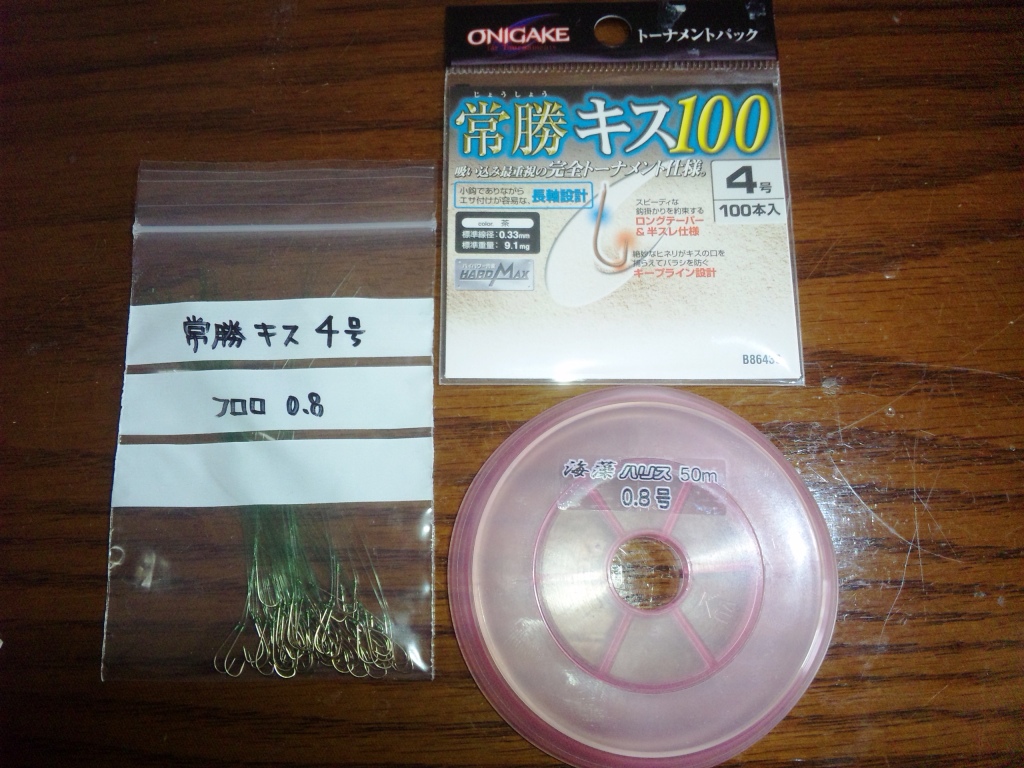 ONIGAKE
トーナメントパック
じょうしょう
常勝キス100
吸い込み最重視の完全トーナメント仕様。
4号
100本入
小鈎でありながら
エサ付けが容易な、長軸設計
color 茶
標準線径:0.33mm
標準重量: 9.1mg
HARD MAX
スピーディな
鈎掛かりを約束する
ロングテーパー
&半スレ仕様
絶妙なヒネリがキスの口を
捕らえてバラシを防ぐ
キープライン設計
常勝キス 4号
フロロ 0.8
海藻ハリス 50m
0.8号